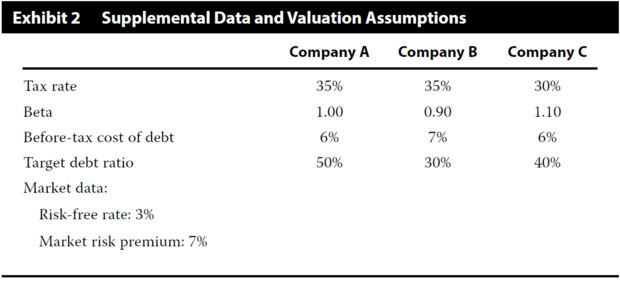 Exhibit 2 Supplemental Data and Valuation Assumptions
Company A Company B Company C
Tax rate 35% 35% 30%
Beta 1.00 0.90 1.10
Before-tax cost of debt 6% 7% 6%
Target debt ratio 50% 30% 40%
Market data:
Risk-free rate: 3%
Market risk premium: 7%